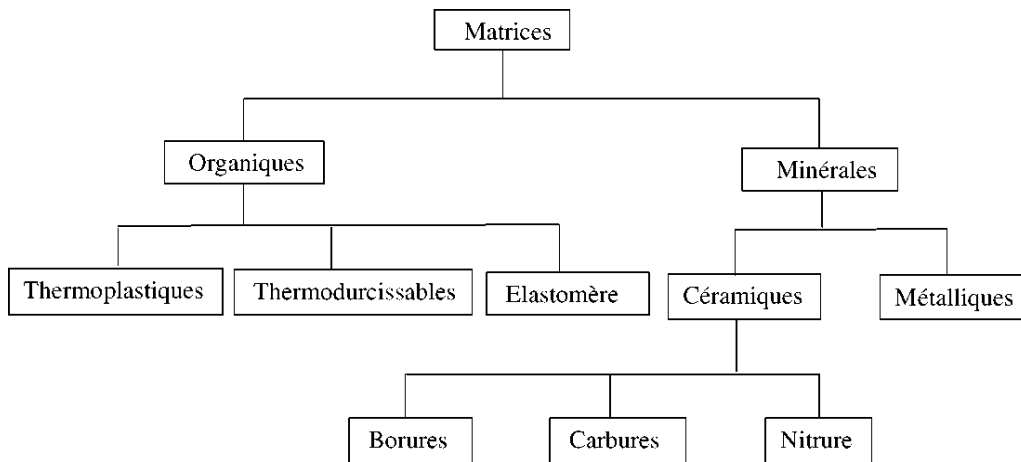 Matrices
Organiques
Minérales
Thermoplastiques
Thermodurcissables
Elastomère
Céramiques
Métalliques
Borures
Carbures
Nitrure